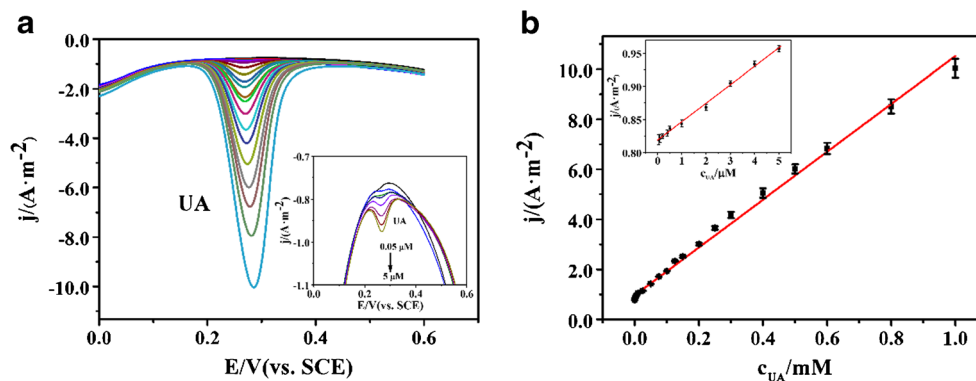 a
0.0
-2.0
-4.0
-6.0
-8.0
-10.0
j/(A·m⁻²)
UA
0.0 0.2 0.4 0.6
E/V(vs. SCE)
-0.7
-0.8
-0.9
-1.0
-1.1
j/(A·m⁻²)
UA
0.05 μM
5 μM
0.0 0.2 0.4 0.6
E/V(vs. SCE)
b
10.0
8.0
6.0
4.0
2.0
0.0
j/(A·m⁻²)
0.0 0.2 0.4 0.6 0.8 1.0
c_UA/mM
0.95
0.90
0.85
0.80
j/(A·m⁻²)
0 1 2 3 4 5
c_UA/μM